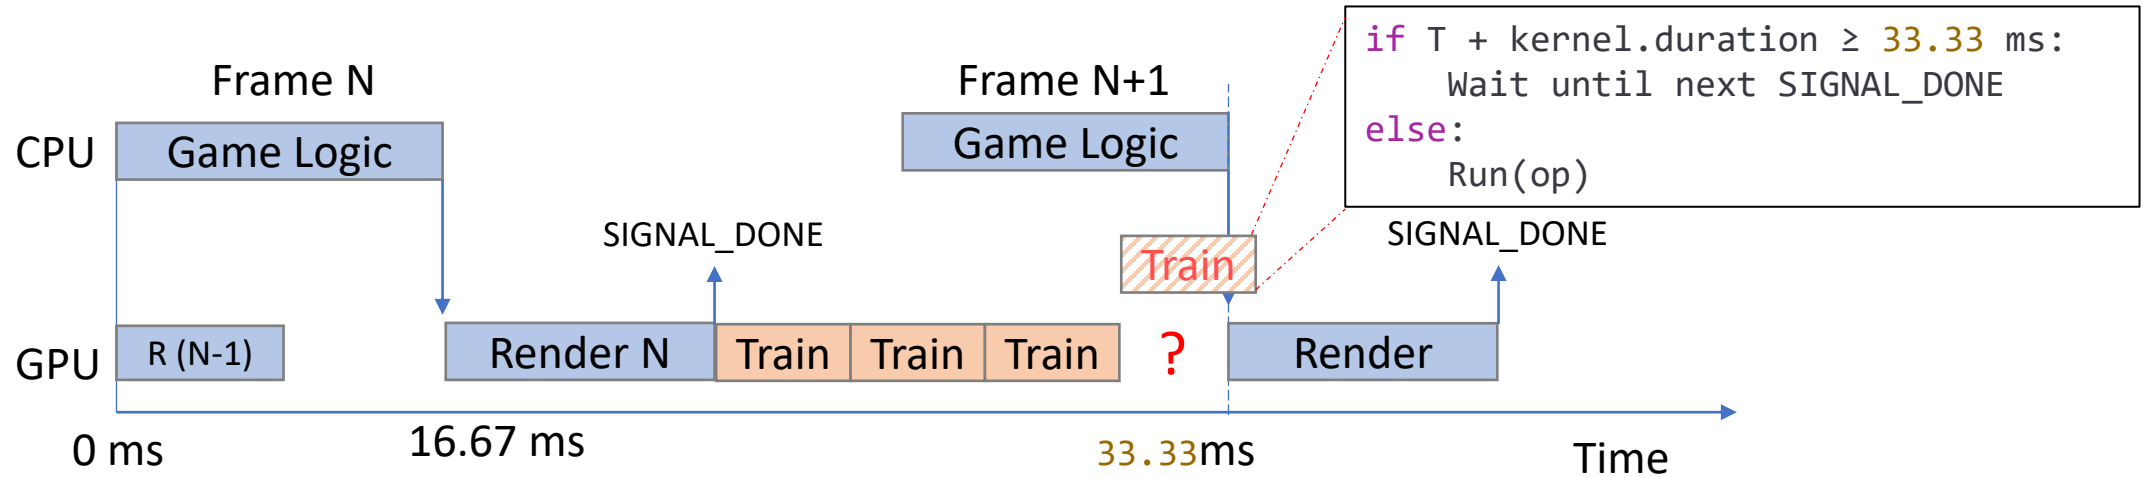 if T + kernel.duration ≥ 33.33 ms:
Wait until next SIGNAL_DONE
else:
Run(op)
Frame N
Frame N+1
CPU
Game Logic
Game Logic
SIGNAL_DONE
SIGNAL_DONE
Train
GPU
R (N-1)
Render N
Train
Train
Train
?
Render
0 ms
16.67 ms
33.33ms
Time